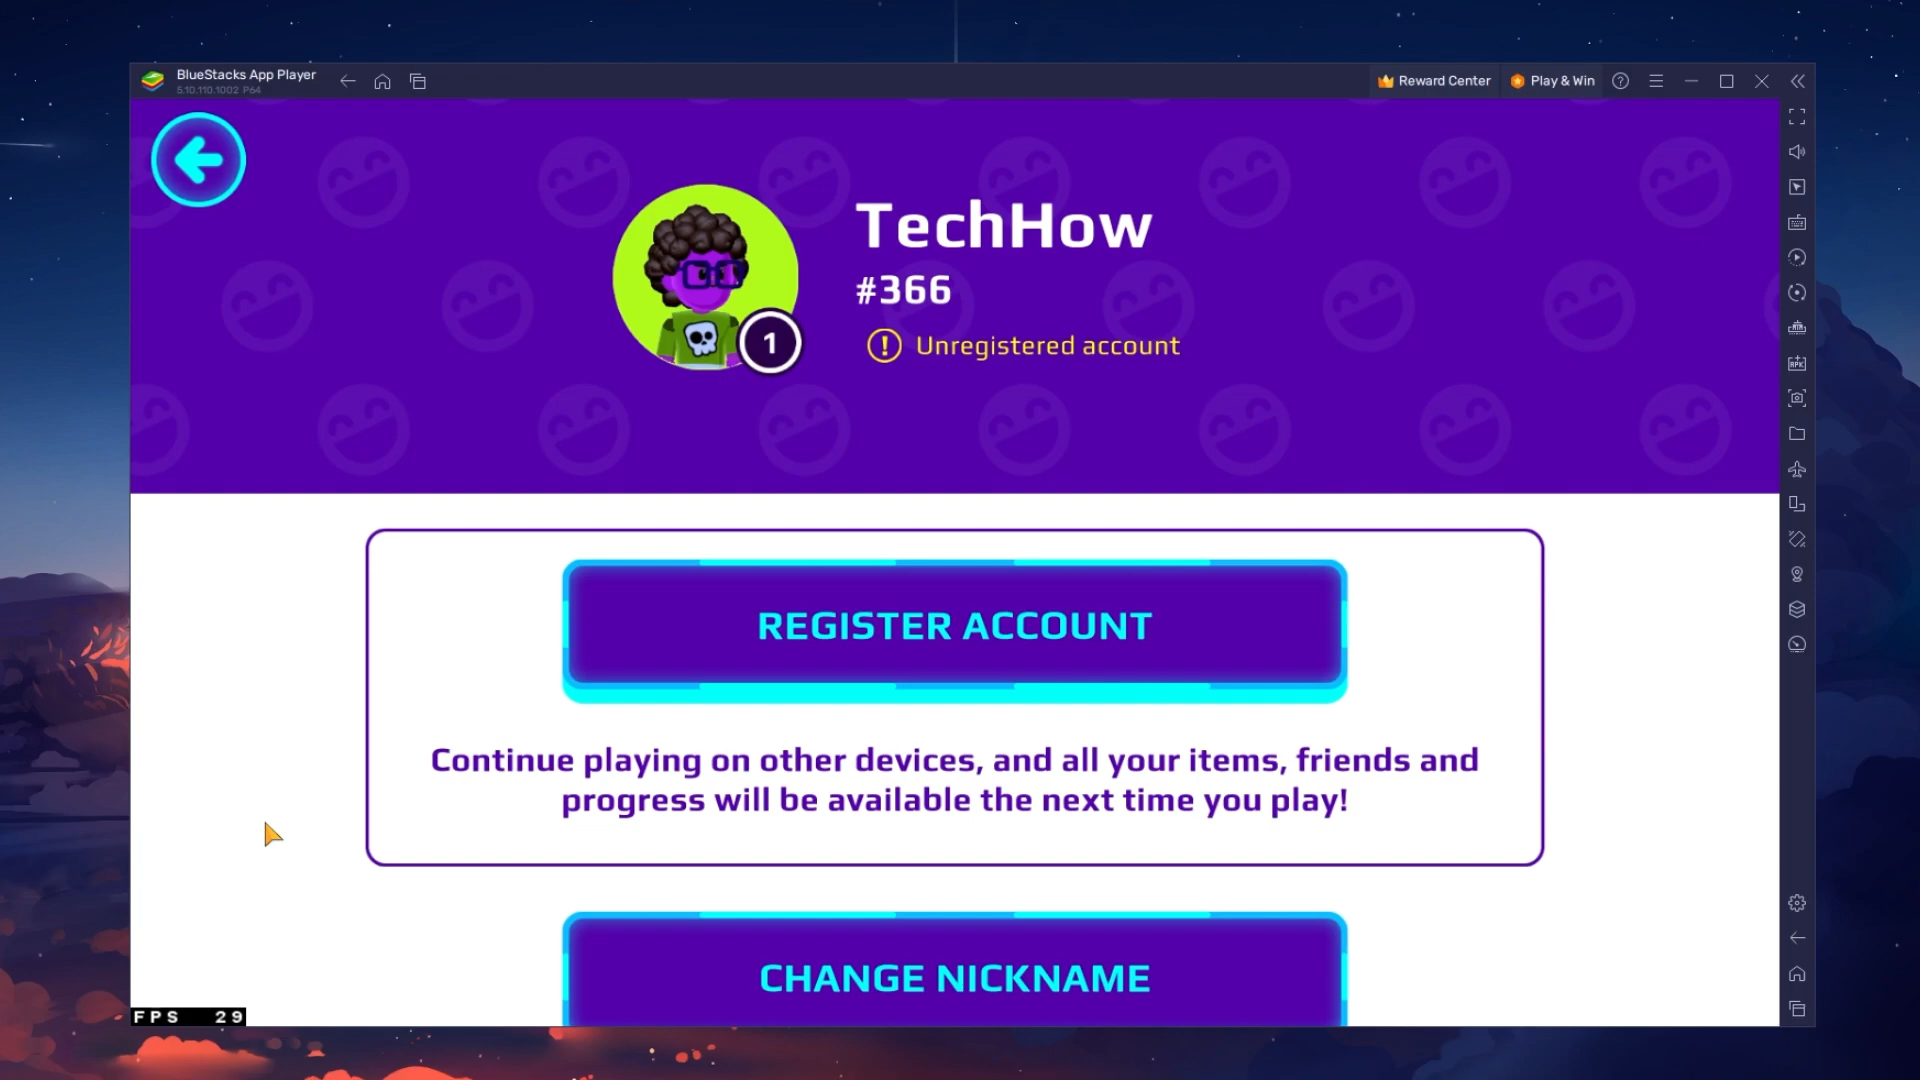 BlueStacks App Player
5.10.110.1002 P64
Reward Center
Play & Win
TechHow
#366
Unregistered account
1
REGISTER ACCOUNT
Continue playing on other devices, and all your items, friends and
progress will be available the next time you play!
CHANGE NICKNAME
FPS 29